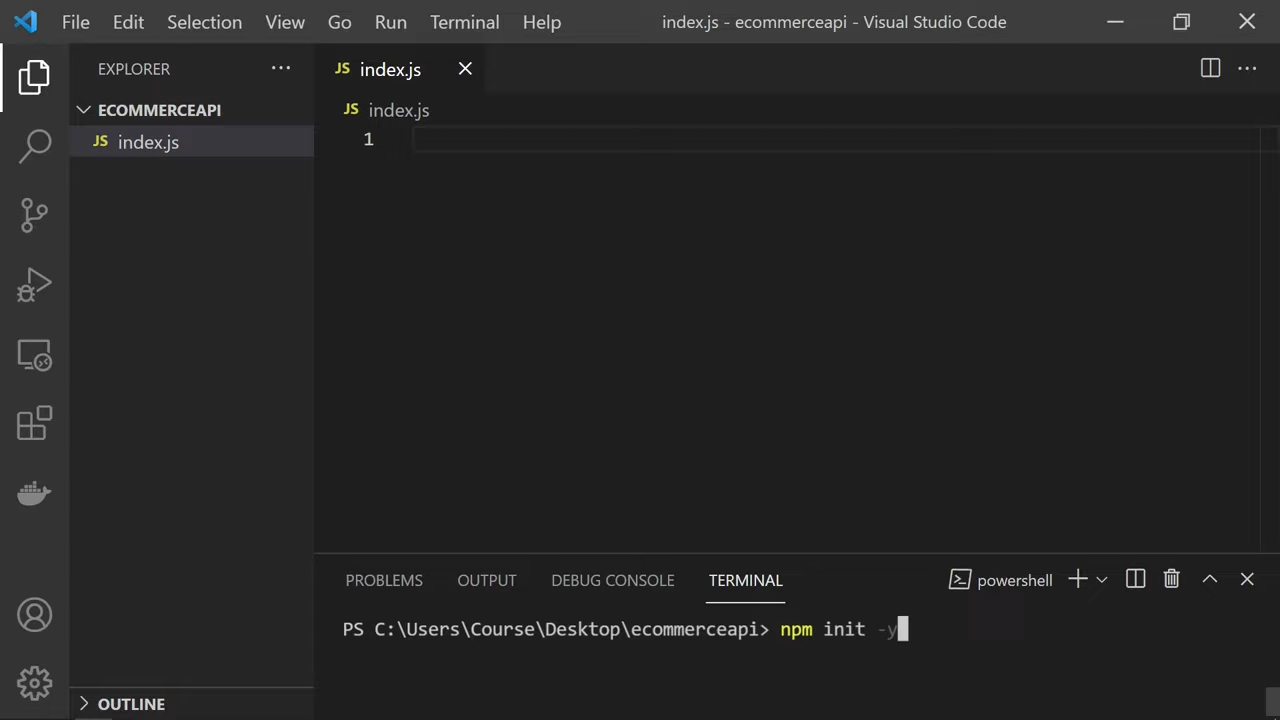 File Edit Selection View Go Run Terminal Help index.js - ecommerceapi - Visual Studio Code
EXPLORER
JS index.js
ECOMMERCEAPI
JS index.js
JS index.js
1
PROBLEMS OUTPUT DEBUG CONSOLE TERMINAL powershell
PS C:\Users\Course\Desktop\ecommerceapi> npm init -y
OUTLINE